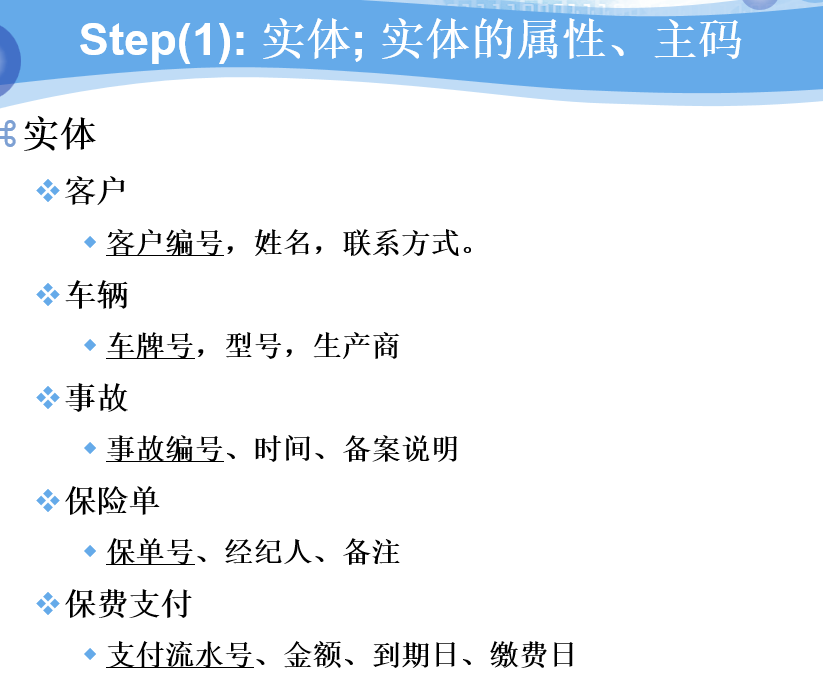 Step(1): 实体; 实体的属性、主码
实体
客户
客户编号，姓名，联系方式。
车辆
车牌号，型号，生产商
事故
事故编号、时间、备案说明
保险单
保单号、经纪人、备注
保费支付
支付流水号、金额、到期日、缴费日